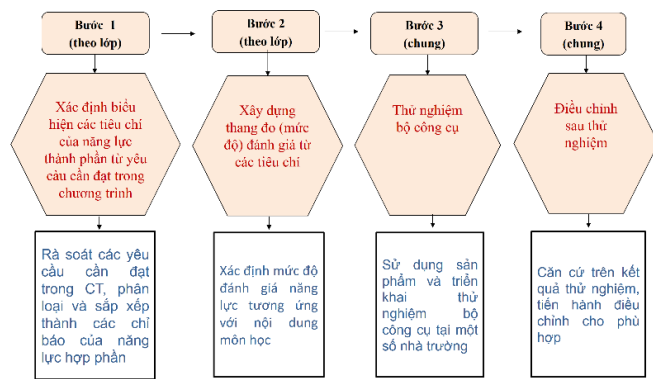 Bước 1
(theo lớp)
Bước 2
(theo lớp)
Bước 3
(chung)
Bước 4
(chung)
Xác định biểu
hiện các tiêu chí
của năng lực
thành phần từ yêu
cầu cần đạt trong
chương trình
Xây dựng
thang đo (mức
độ) đánh giá từ
các tiêu chí
Thử nghiệm
bộ công cụ
Điều chỉnh
sau thử
nghiệm
Rà soát các yêu
cầu cần đạt
trong CT, phân
loại và sắp xếp
thành các chỉ
báo của năng
lực hợp phần
Xác định mức độ
đánh giá năng
lực tương ứng
với nội dung
môn học
Sử dụng sản
phẩm và triển
khai thử
nghiệm bộ
công cụ tại một
số nhà trường
Căn cứ trên kết
quả thử nghiệm,
tiến hành điều
chỉnh cho phù
hợp